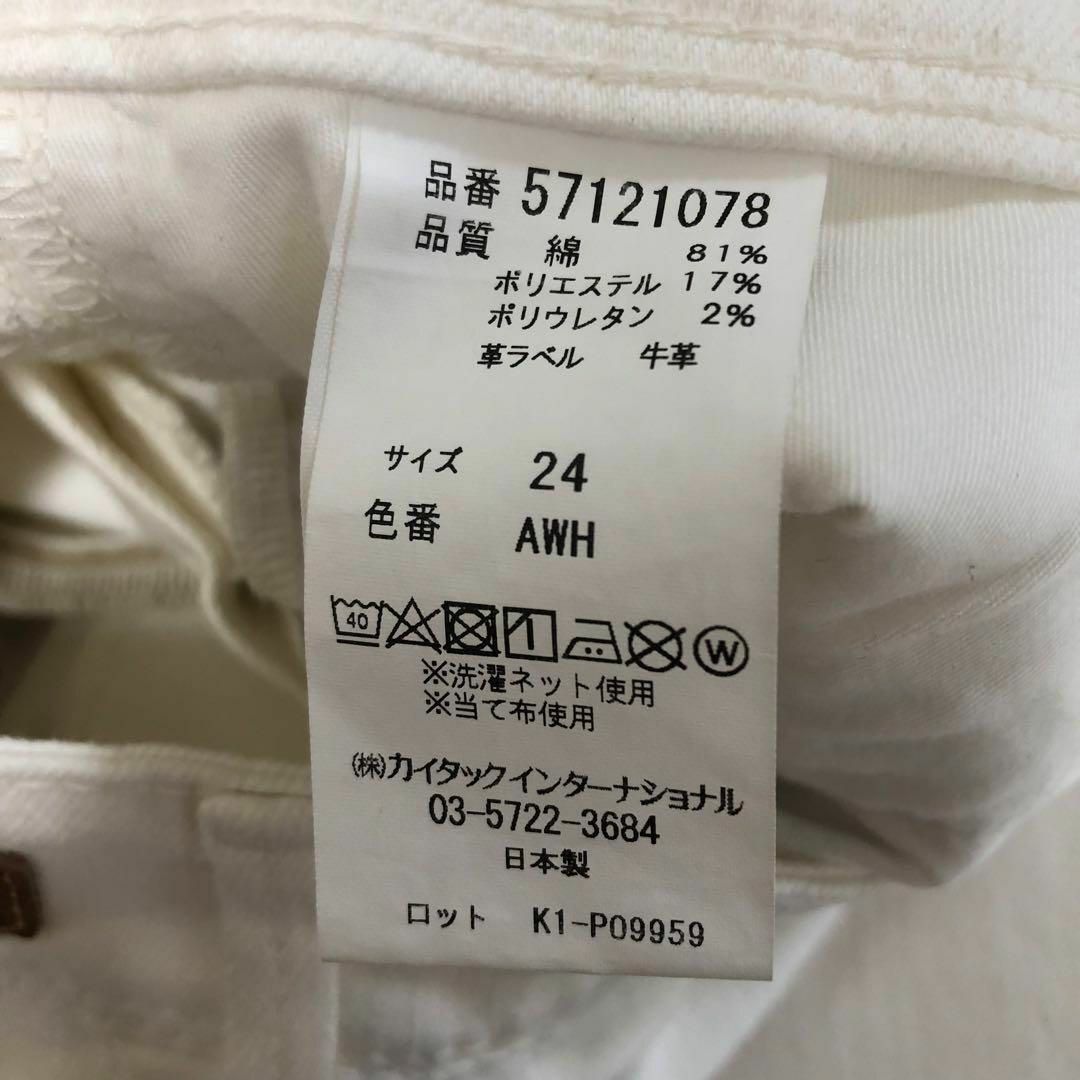 品番 57121078
品質 綿 81%
ポリエステル 17%
ポリウレタン 2%
革ラベル 牛革
サイズ 24
色番 AWH
40 W
※洗濯ネット使用
※当て布使用
(株)カイタックインターナショナル
03-5722-3684
日本製
ロット K1-P09959